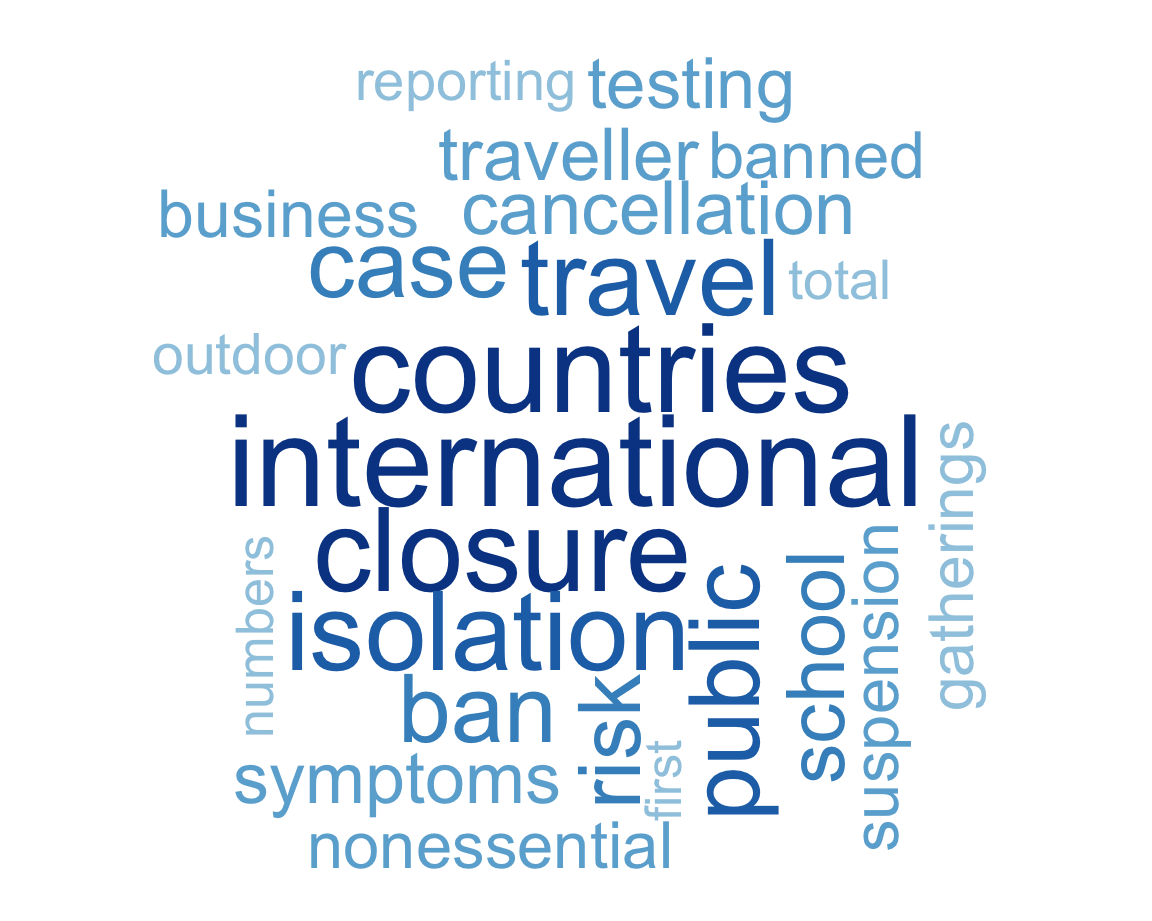 reporting testing
traveller banned
business cancellation
case travel total
outdoor countries
international
gatherings
closure
numbers
isolation
public
school
suspension
ban
risk
first
symptoms
nonessential